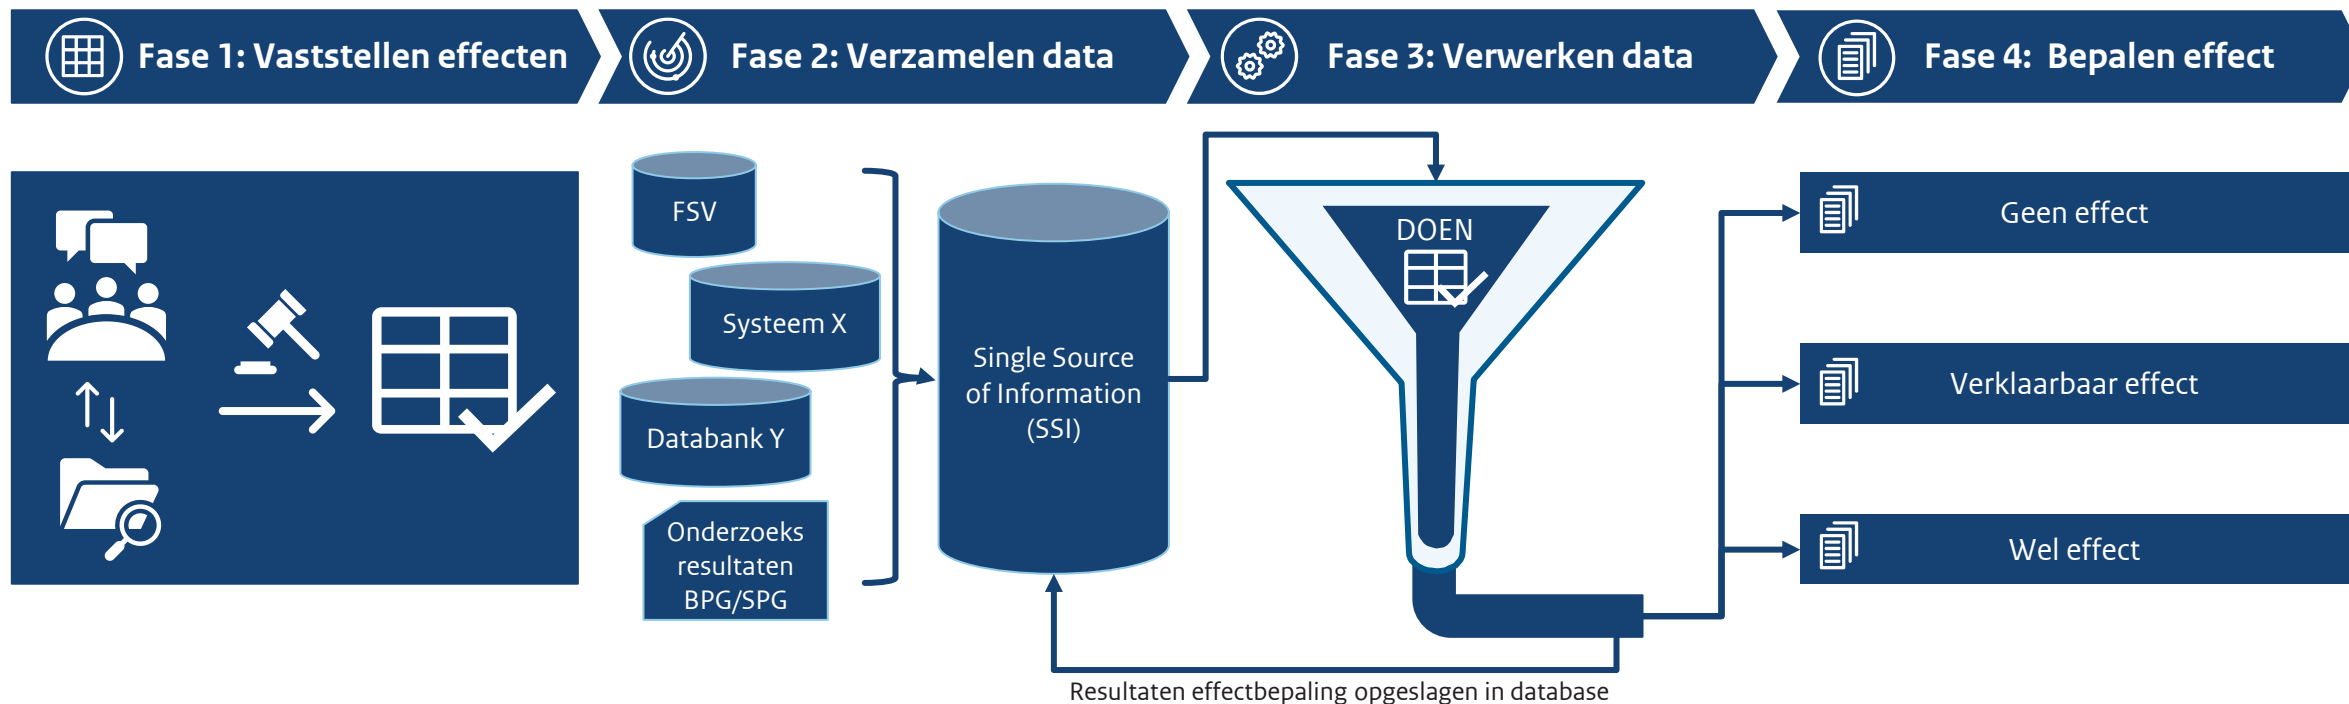 Fase 1: Vaststellen effecten
Fase 2: Verzamelen data
Fase 3: Verwerken data
Fase 4: Bepalen effect
FSV
Systeem X
Databank Y
Onderzoeks
resultaten
BPG/SPG
Single Source
of Information
(SSI)
DOEN
Geen effect
Verklaarbaar effect
Wel effect
Resultaten effectbepaling opgeslagen in database